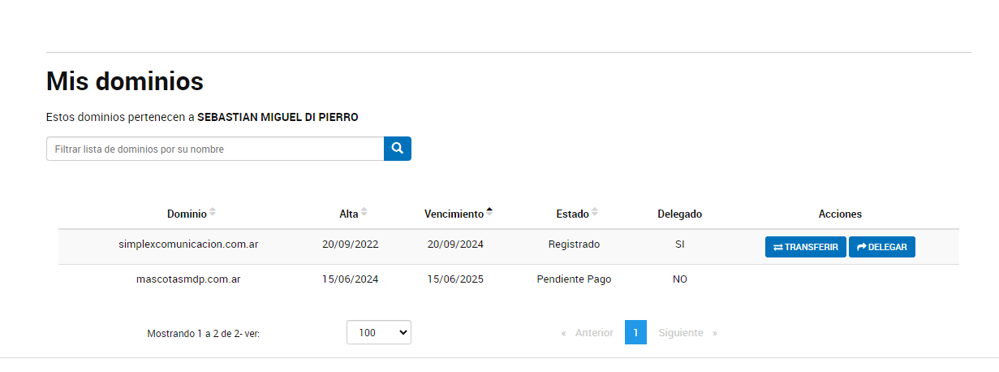 Mis dominios
Estos dominios pertenecen a SEBASTIAN MIGUEL DI PIERRO
Filtrar lista de dominios por su nombre
Dominio Alta Vencimiento Estado Delegado Acciones
simplexcomunicacion.com.ar 20/09/2022 20/09/2024 Registrado SI TRANSFERIR DELEGAR
mascotasmdp.com.ar 15/06/2024 15/06/2025 Pendiente Pago NO
Mostrando 1 a 2 de 2- ver: 100 « Anterior 1 Siguiente »